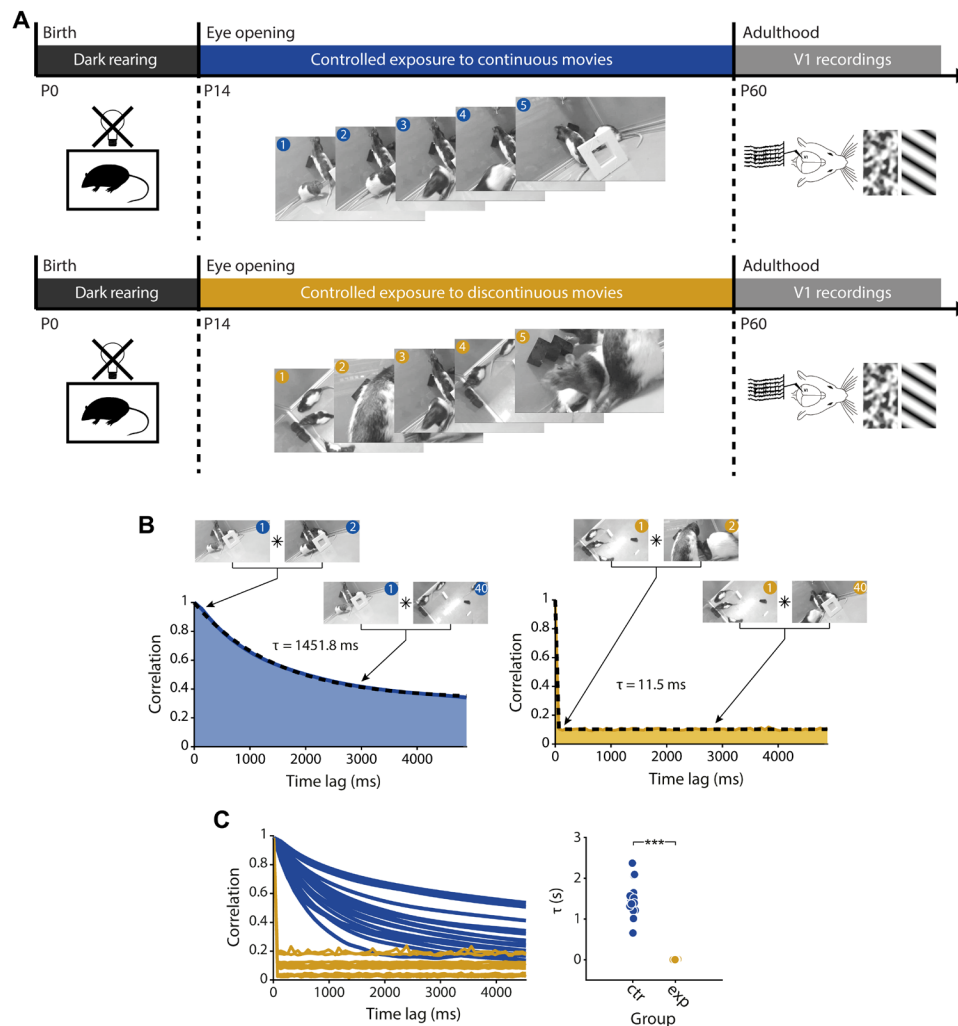 A
Birth
Eye opening
Adulthood
Dark rearing
Controlled exposure to continuous movies
V1 recordings
P0
P14
P60
1
2
3
4
5
Birth
Eye opening
Adulthood
Dark rearing
Controlled exposure to discontinuous movies
V1 recordings
P0
P14
P60
1
2
3
4
5
B
1 * 2
1 * 40
1
0.8
0.6
0.4
0.2
0
Correlation
τ = 1451.8 ms
0 1000 2000 3000 4000
Time lag (ms)
1 * 2
1 * 40
1
0.8
0.6
0.4
0.2
0
Correlation
τ = 11.5 ms
0 1000 2000 3000 4000
Time lag (ms)
C
1
0.8
0.6
0.4
0.2
0
Correlation
0 1000 2000 3000 4000
Time lag (ms)
3
2
1
0
τ (s)
***
ctr exp
Group